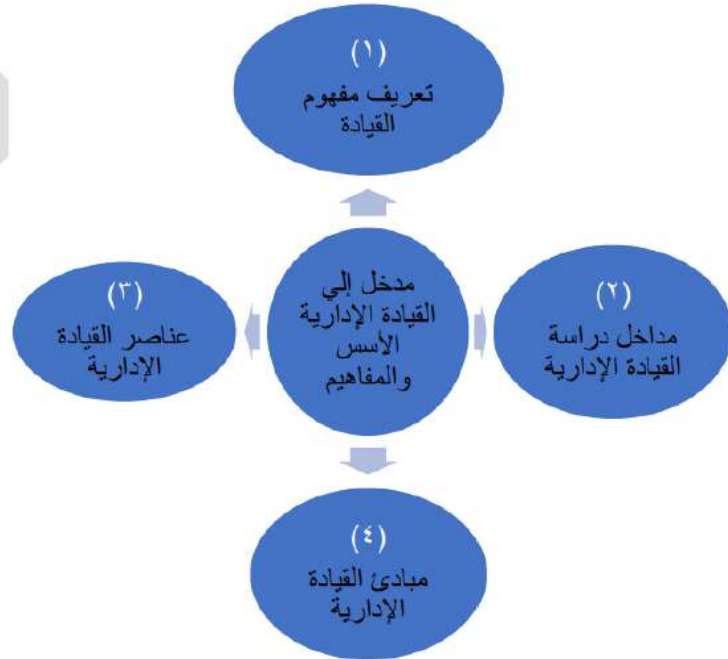 (١)
تعريف مفهوم
القيادة
مدخل إلي
القيادة الإدارية
الأسس
والمفاهيم
(٢)
مداخل دراسة
القيادة الإدارية
(٣)
عناصر القيادة
الإدارية
(٤)
مبادئ القيادة
الإدارية